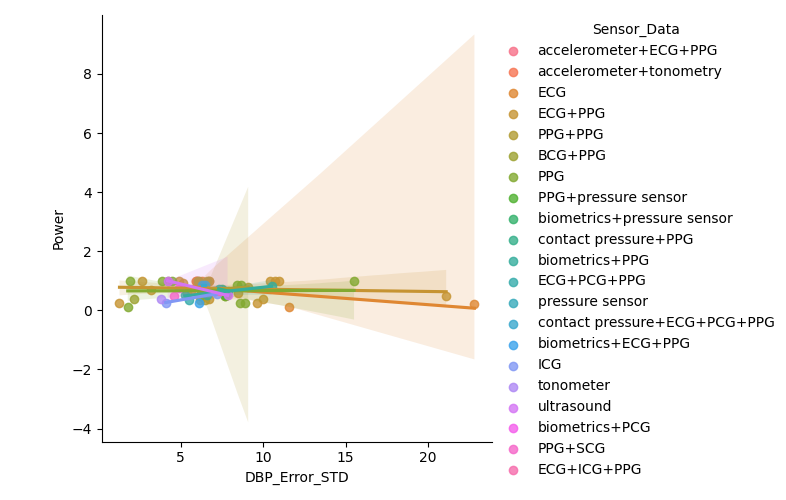 Sensor_Data
accelerometer+ECG+PPG
accelerometer+tonometry
ECG
ECG+PPG
PPG+PPG
BCG+PPG
PPG
PPG+pressure sensor
biometrics+pressure sensor
contact pressure+PPG
biometrics+PPG
ECG+PCG+PPG
pressure sensor
contact pressure+ECG+PCG+PPG
biometrics+ECG+PPG
ICG
tonometer
ultrasound
biometrics+PCG
PPG+SCG
ECG+ICG+PPG
Power
8
6
4
2
0
−2
−4
5 10 15 20
DBP_Error_STD